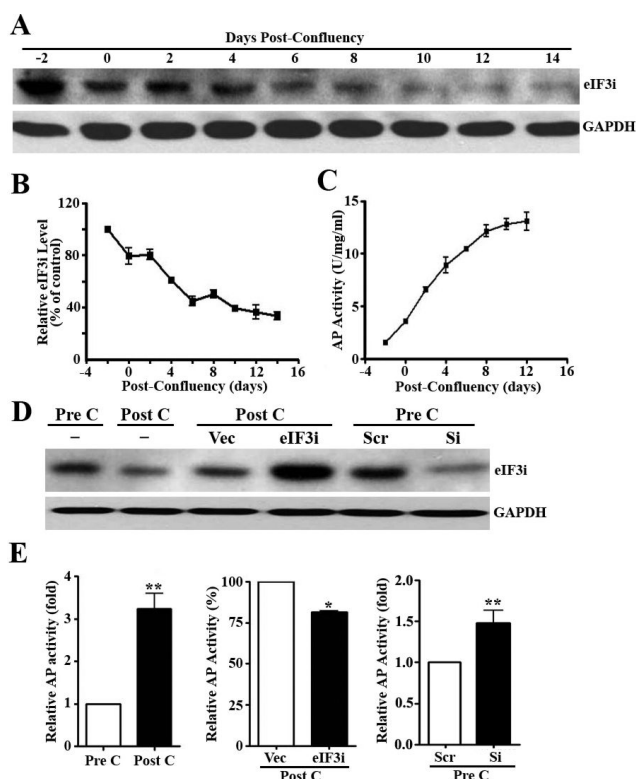 A
Days Post-Confluency
-2 0 2 4 6 8 10 12 14
eIF3i
GAPDH
B
Relative eIF3i Level
(% of control)
120
80
40
0
-4 0 4 8 12 16
Post-Confluency (days)
C
AP Activity (U/mg/ml)
15
10
5
0
-4 0 4 8 12 16
Post-Confluency (days)
D
Pre C Post C Post C Pre C
– – Vec eIF3i Scr Si
eIF3i
GAPDH
E
Relative AP activity (fold)
4
3
2
1
0
**
Pre C Post C
Relative AP Activity (%)
100
75
50
25
0
*
Vec eIF3i
Post C
Relative AP Activity (fold)
2.0
1.5
1.0
0.5
0.0
**
Scr Si
Pre C